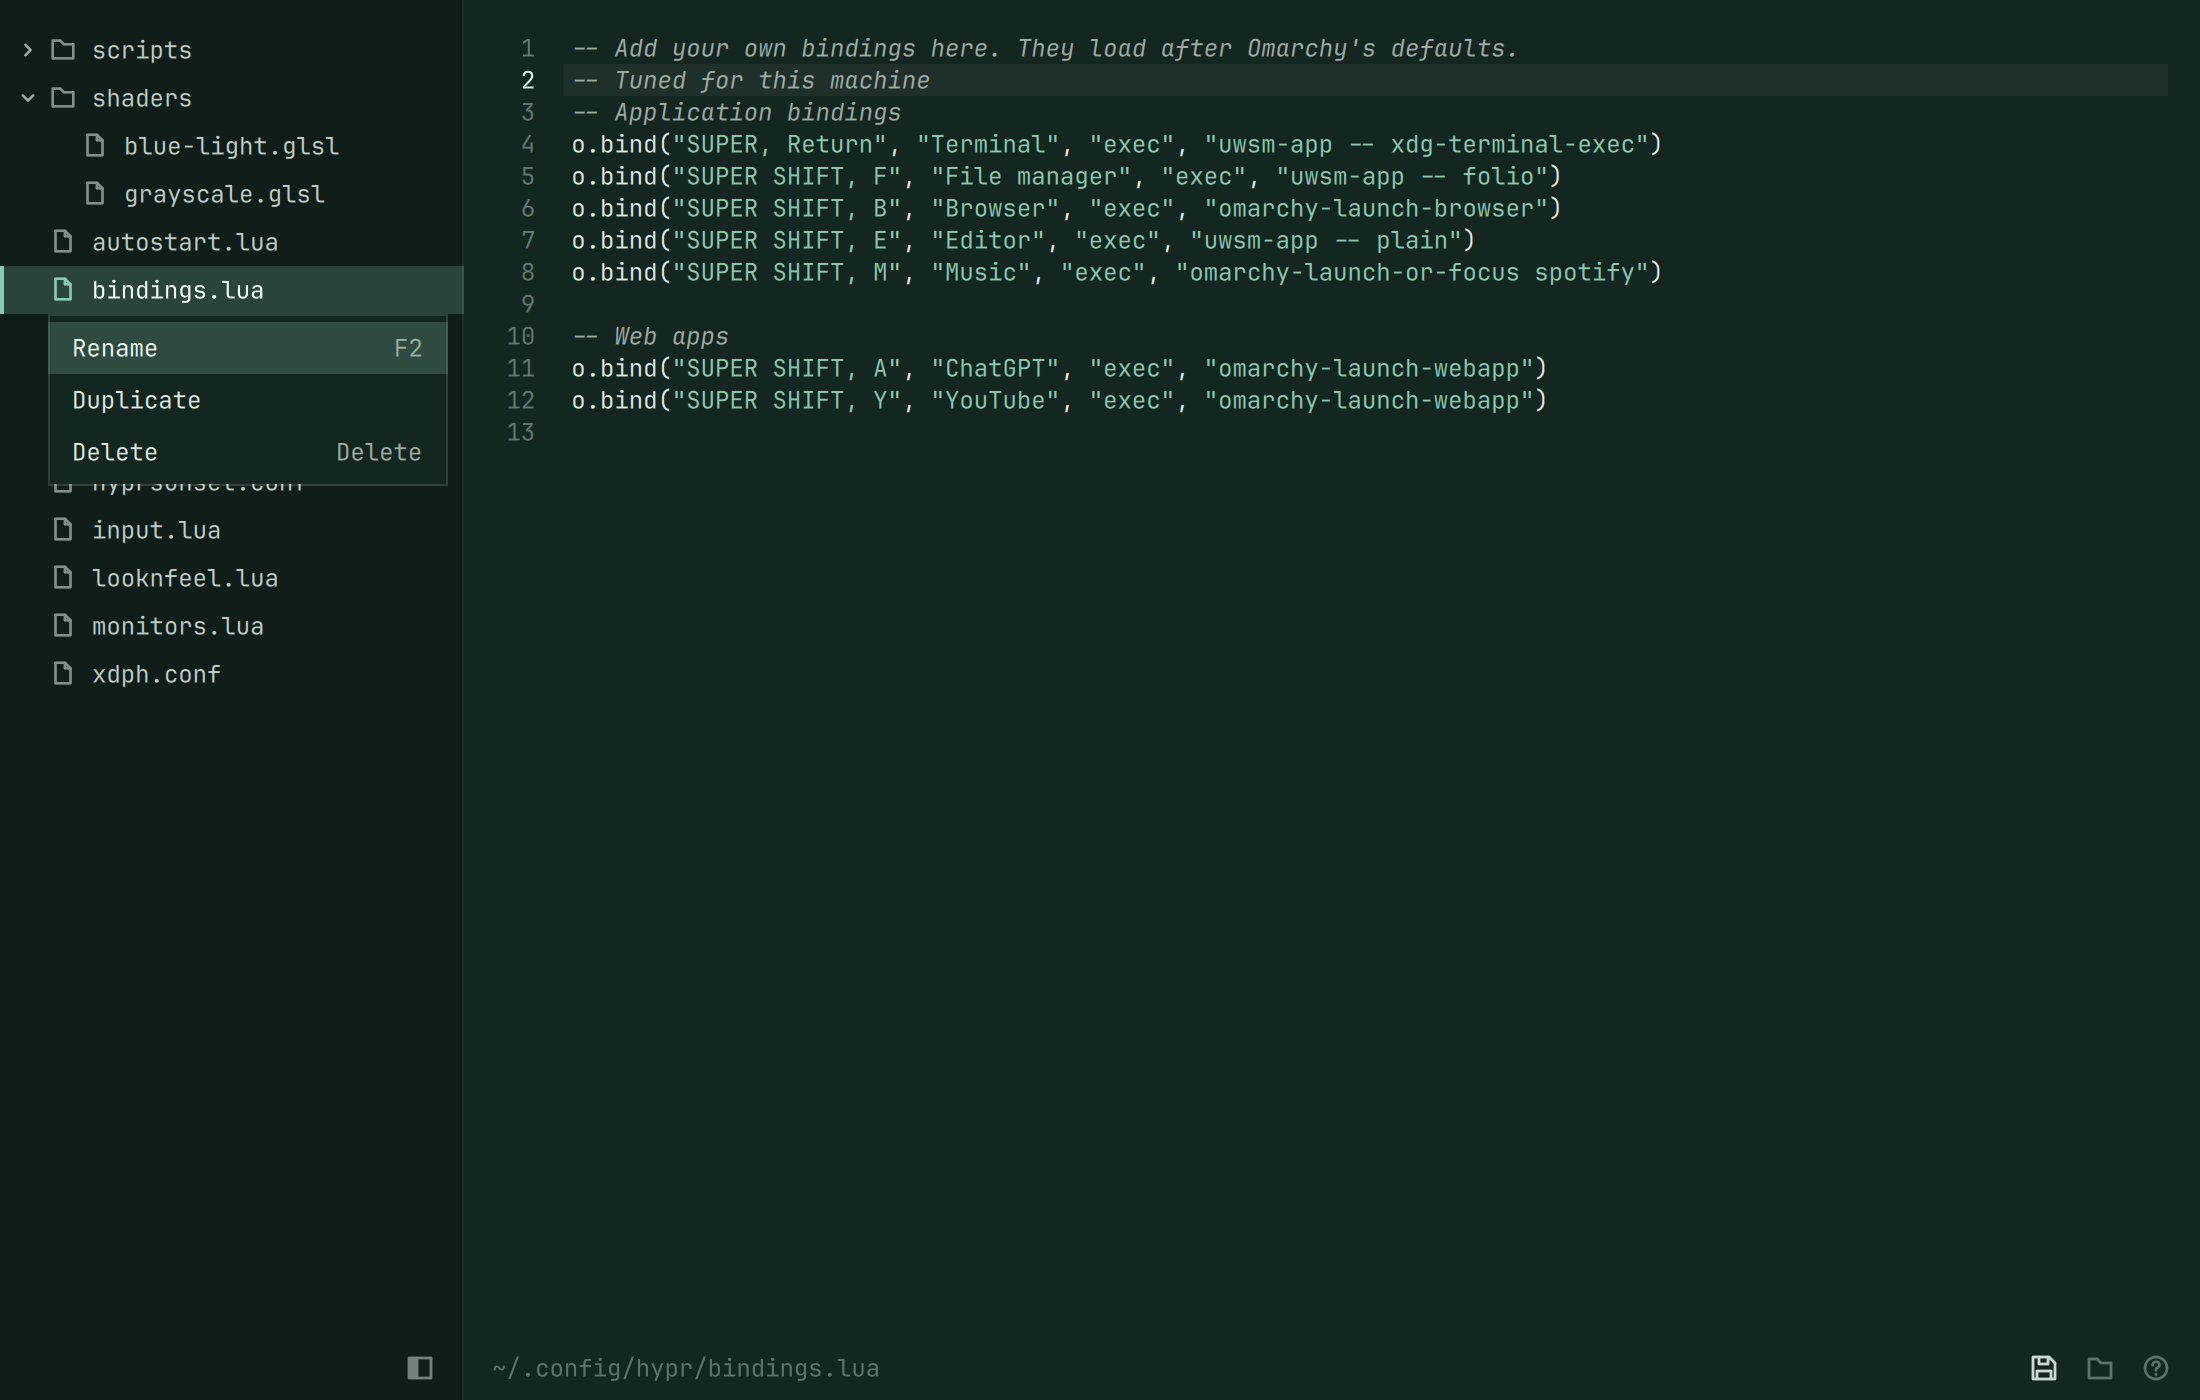 scripts
shaders
blue-light.glsl
grayscale.glsl
autostart.lua
bindings.lua
Rename F2
Duplicate
Delete Delete
input.lua
looknfeel.lua
monitors.lua
xdph.conf
1 -- Add your own bindings here. They load after Omarchy's defaults.
2 -- Tuned for this machine
3 -- Application bindings
4 o.bind("SUPER, Return", "Terminal", "exec", "uwsm-app -- xdg-terminal-exec")
5 o.bind("SUPER SHIFT, F", "File manager", "exec", "uwsm-app -- folio")
6 o.bind("SUPER SHIFT, B", "Browser", "exec", "omarchy-launch-browser")
7 o.bind("SUPER SHIFT, E", "Editor", "exec", "uwsm-app -- plain")
8 o.bind("SUPER SHIFT, M", "Music", "exec", "omarchy-launch-or-focus spotify")
9
10 -- Web apps
11 o.bind("SUPER SHIFT, A", "ChatGPT", "exec", "omarchy-launch-webapp")
12 o.bind("SUPER SHIFT, Y", "YouTube", "exec", "omarchy-launch-webapp")
13
~/.config/hypr/bindings.lua